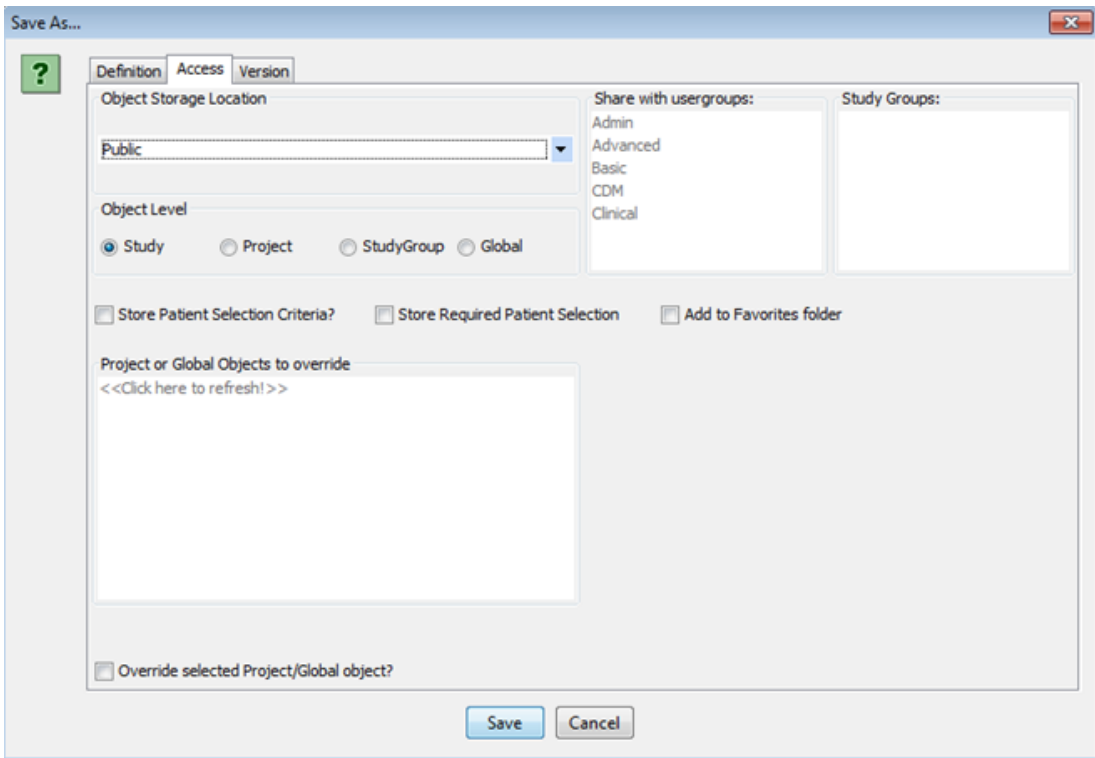 Save As...
?
Definition Access Version
Object Storage Location
Public
Share with usergroups:
Admin
Advanced
Basic
CDM
Clinical
Study Groups:
Object Level
Study Project StudyGroup Global
Store Patient Selection Criteria? Store Required Patient Selection Add to Favorites folder
Project or Global Objects to override
<<Click here to refresh!>>
Override selected Project/Global object?
Save Cancel